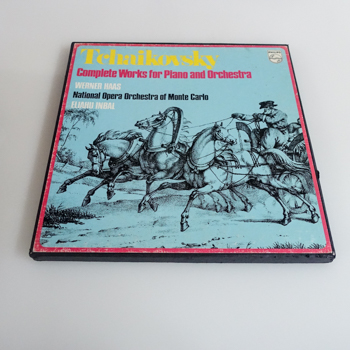 Tchaikovsky
Complete Works for Piano and Orchestra
WERNER HAAS
National Opera Orchestra of Monte Carlo
ELIAHU INBAL